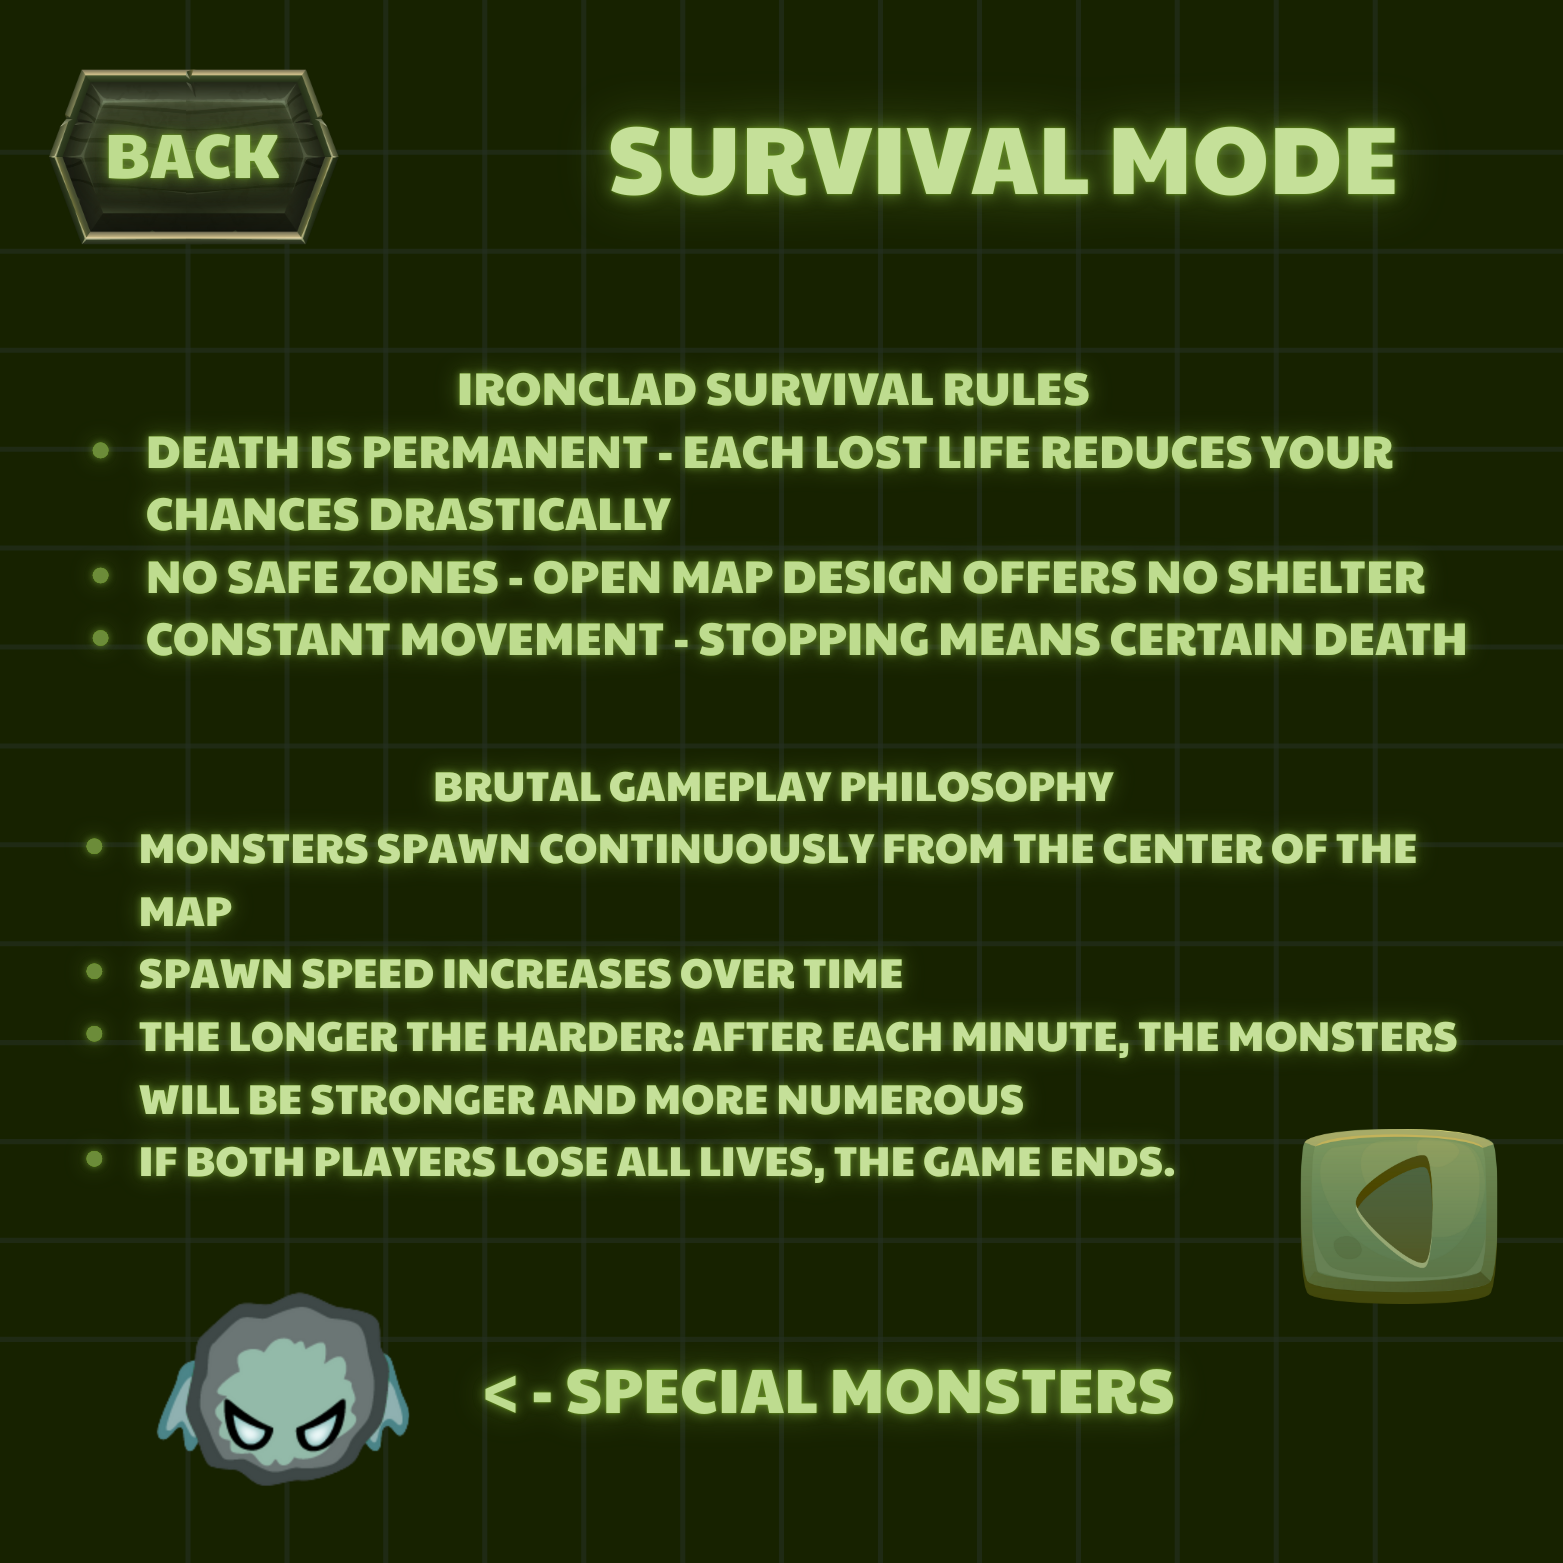 BACK
SURVIVAL MODE
IRONCLAD SURVIVAL RULES
• DEATH IS PERMANENT - EACH LOST LIFE REDUCES YOUR
CHANCES DRASTICALLY
• NO SAFE ZONES - OPEN MAP DESIGN OFFERS NO SHELTER
• CONSTANT MOVEMENT - STOPPING MEANS CERTAIN DEATH
BRUTAL GAMEPLAY PHILOSOPHY
• MONSTERS SPAWN CONTINUOUSLY FROM THE CENTER OF THE
MAP
• SPAWN SPEED INCREASES OVER TIME
• THE LONGER THE HARDER: AFTER EACH MINUTE, THE MONSTERS
WILL BE STRONGER AND MORE NUMEROUS
• IF BOTH PLAYERS LOSE ALL LIVES, THE GAME ENDS.
< - SPECIAL MONSTERS